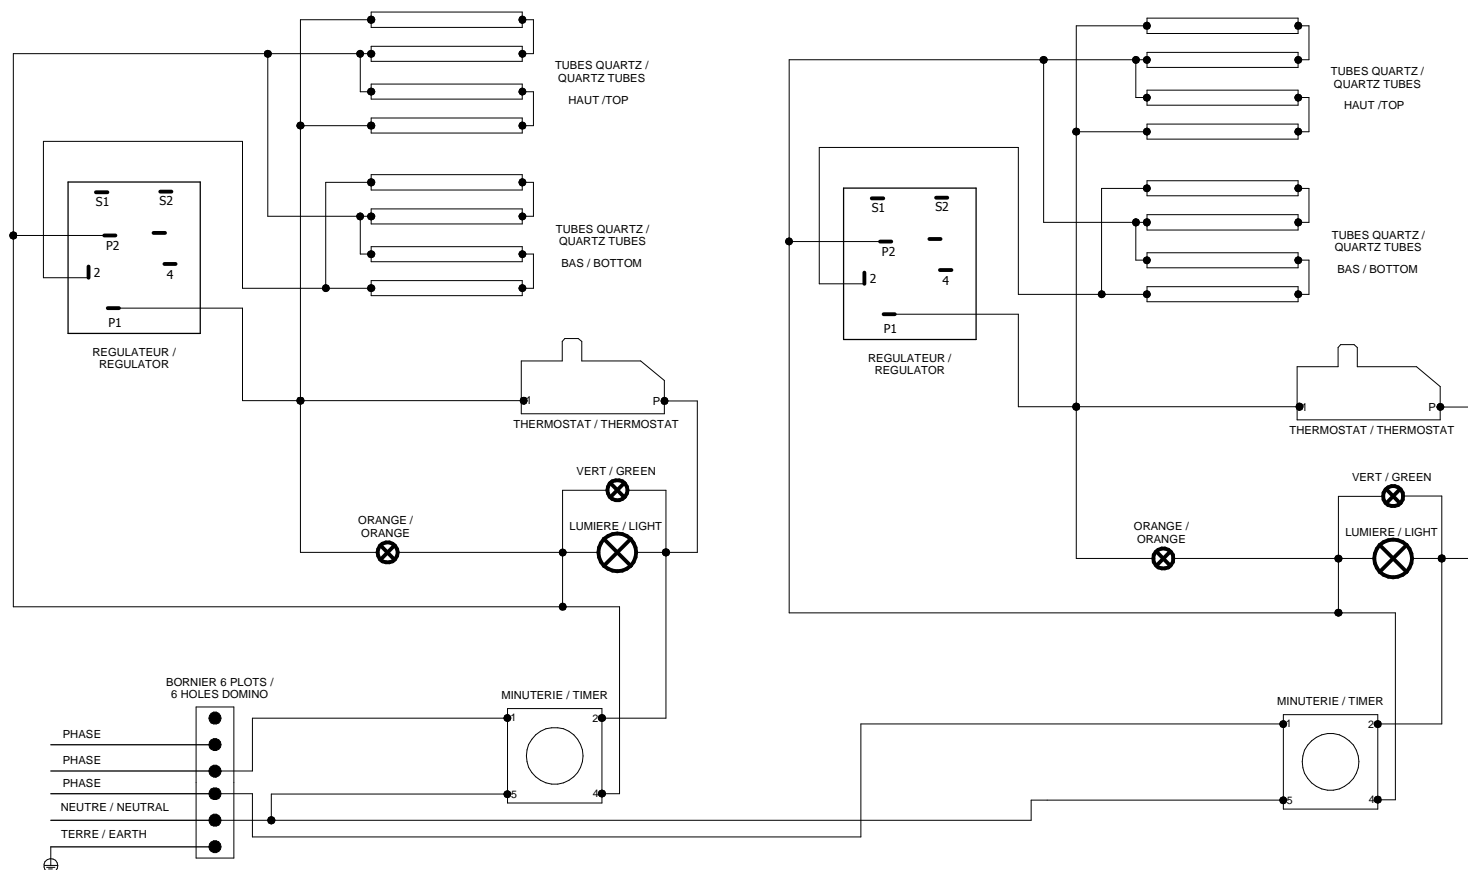 TUBES QUARTZ /
QUARTZ TUBES
HAUT /TOP
S1
S2
P2
2
4
P1
TUBES QUARTZ /
QUARTZ TUBES
BAS / BOTTOM
REGULATEUR /
REGULATOR
1
P
THERMOSTAT / THERMOSTAT
VERT / GREEN
ORANGE /
ORANGE
LUMIERE / LIGHT
BORNIER 6 PLOTS /
6 HOLES DOMINO
MINUTERIE / TIMER
1
2
5
4
PHASE
PHASE
PHASE
NEUTRE / NEUTRAL
TERRE / EARTH
TUBES QUARTZ /
QUARTZ TUBES
HAUT /TOP
S1
S2
P2
2
4
P1
TUBES QUARTZ /
QUARTZ TUBES
BAS / BOTTOM
REGULATEUR /
REGULATOR
1
P
THERMOSTAT / THERMOSTAT
VERT / GREEN
ORANGE /
ORANGE
LUMIERE / LIGHT
MINUTERIE / TIMER
1
2
5
4